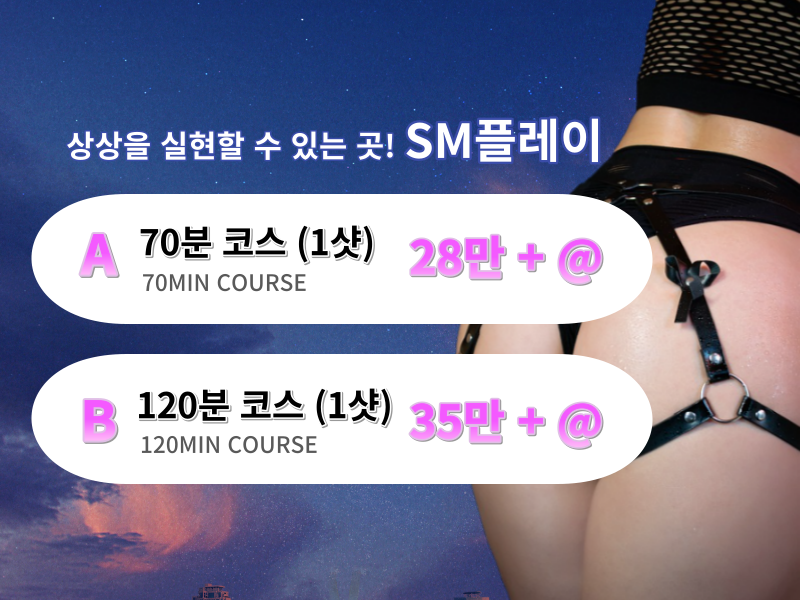 상상을 실현할 수 있는 곳! SM플레이
A 70분 코스 (1샷) 28만 + @
70MIN COURSE
B 120분 코스 (1샷) 35만 + @
120MIN COURSE